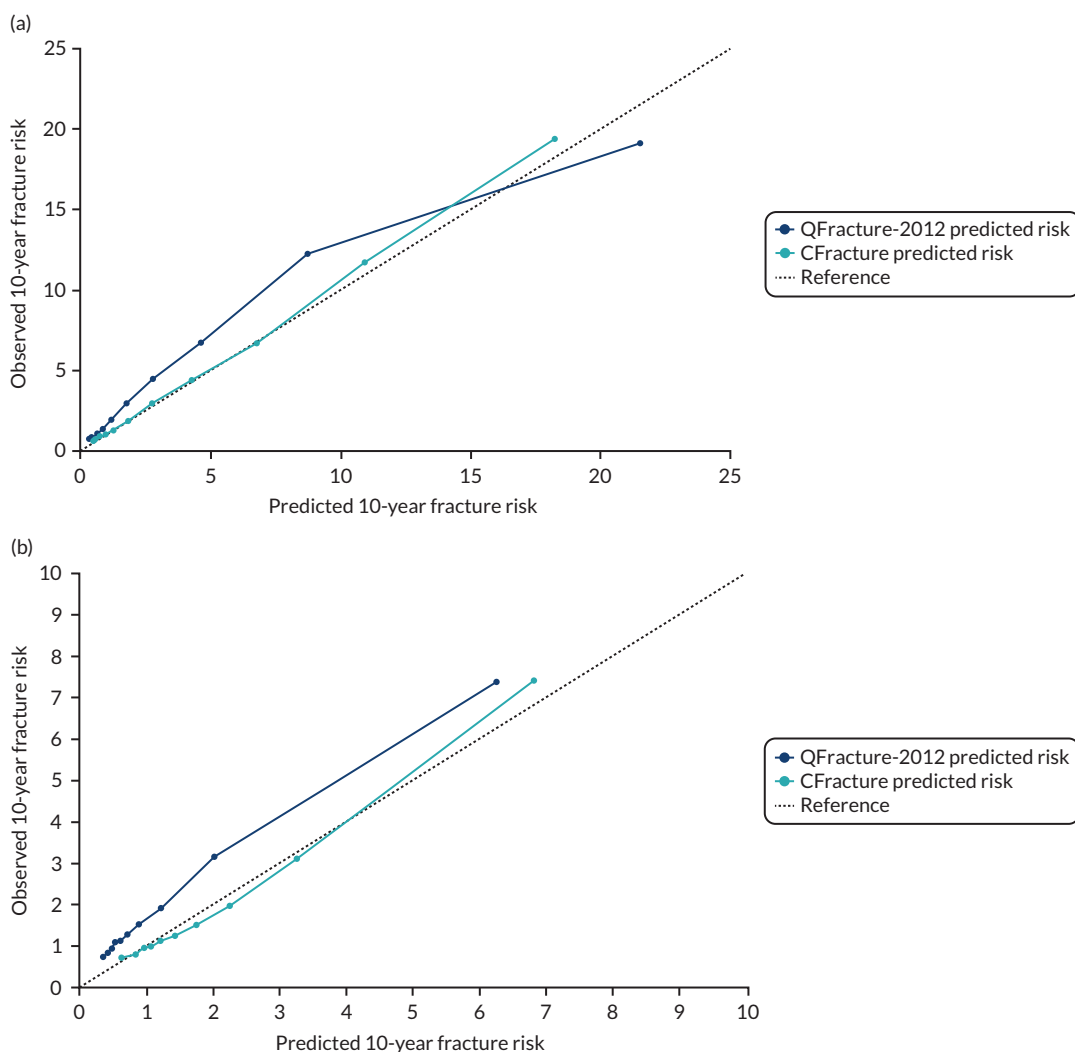 (a)
25
20
15
10
5
0
Observed 10-year fracture risk
0 5 10 15 20 25
Predicted 10-year fracture risk
QFracture-2012 predicted risk
CFracture predicted risk
Reference
(b)
10
9
8
7
6
5
4
3
2
1
0
Observed 10-year fracture risk
0 1 2 3 4 5 6 7 8 9 10
Predicted 10-year fracture risk
QFracture-2012 predicted risk
CFracture predicted risk
Reference